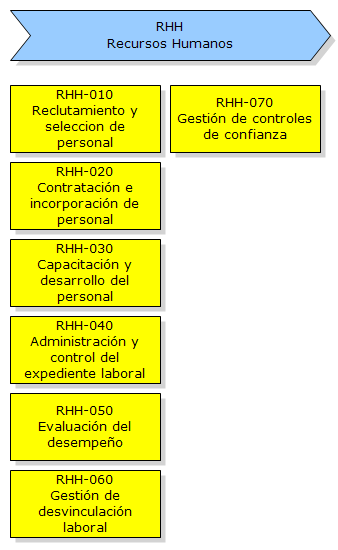 RHH
Recursos Humanos
RHH-010
Reclutamiento y
seleccion de
personal
RHH-020
Contratación e
incorporación de
personal
RHH-030
Capacitación y
desarrollo del
personal
RHH-040
Administración y
control del
expediente laboral
RHH-050
Evaluación del
desempeño
RHH-060
Gestión de
desvinculación
laboral
RHH-070
Gestión de controles
de confianza